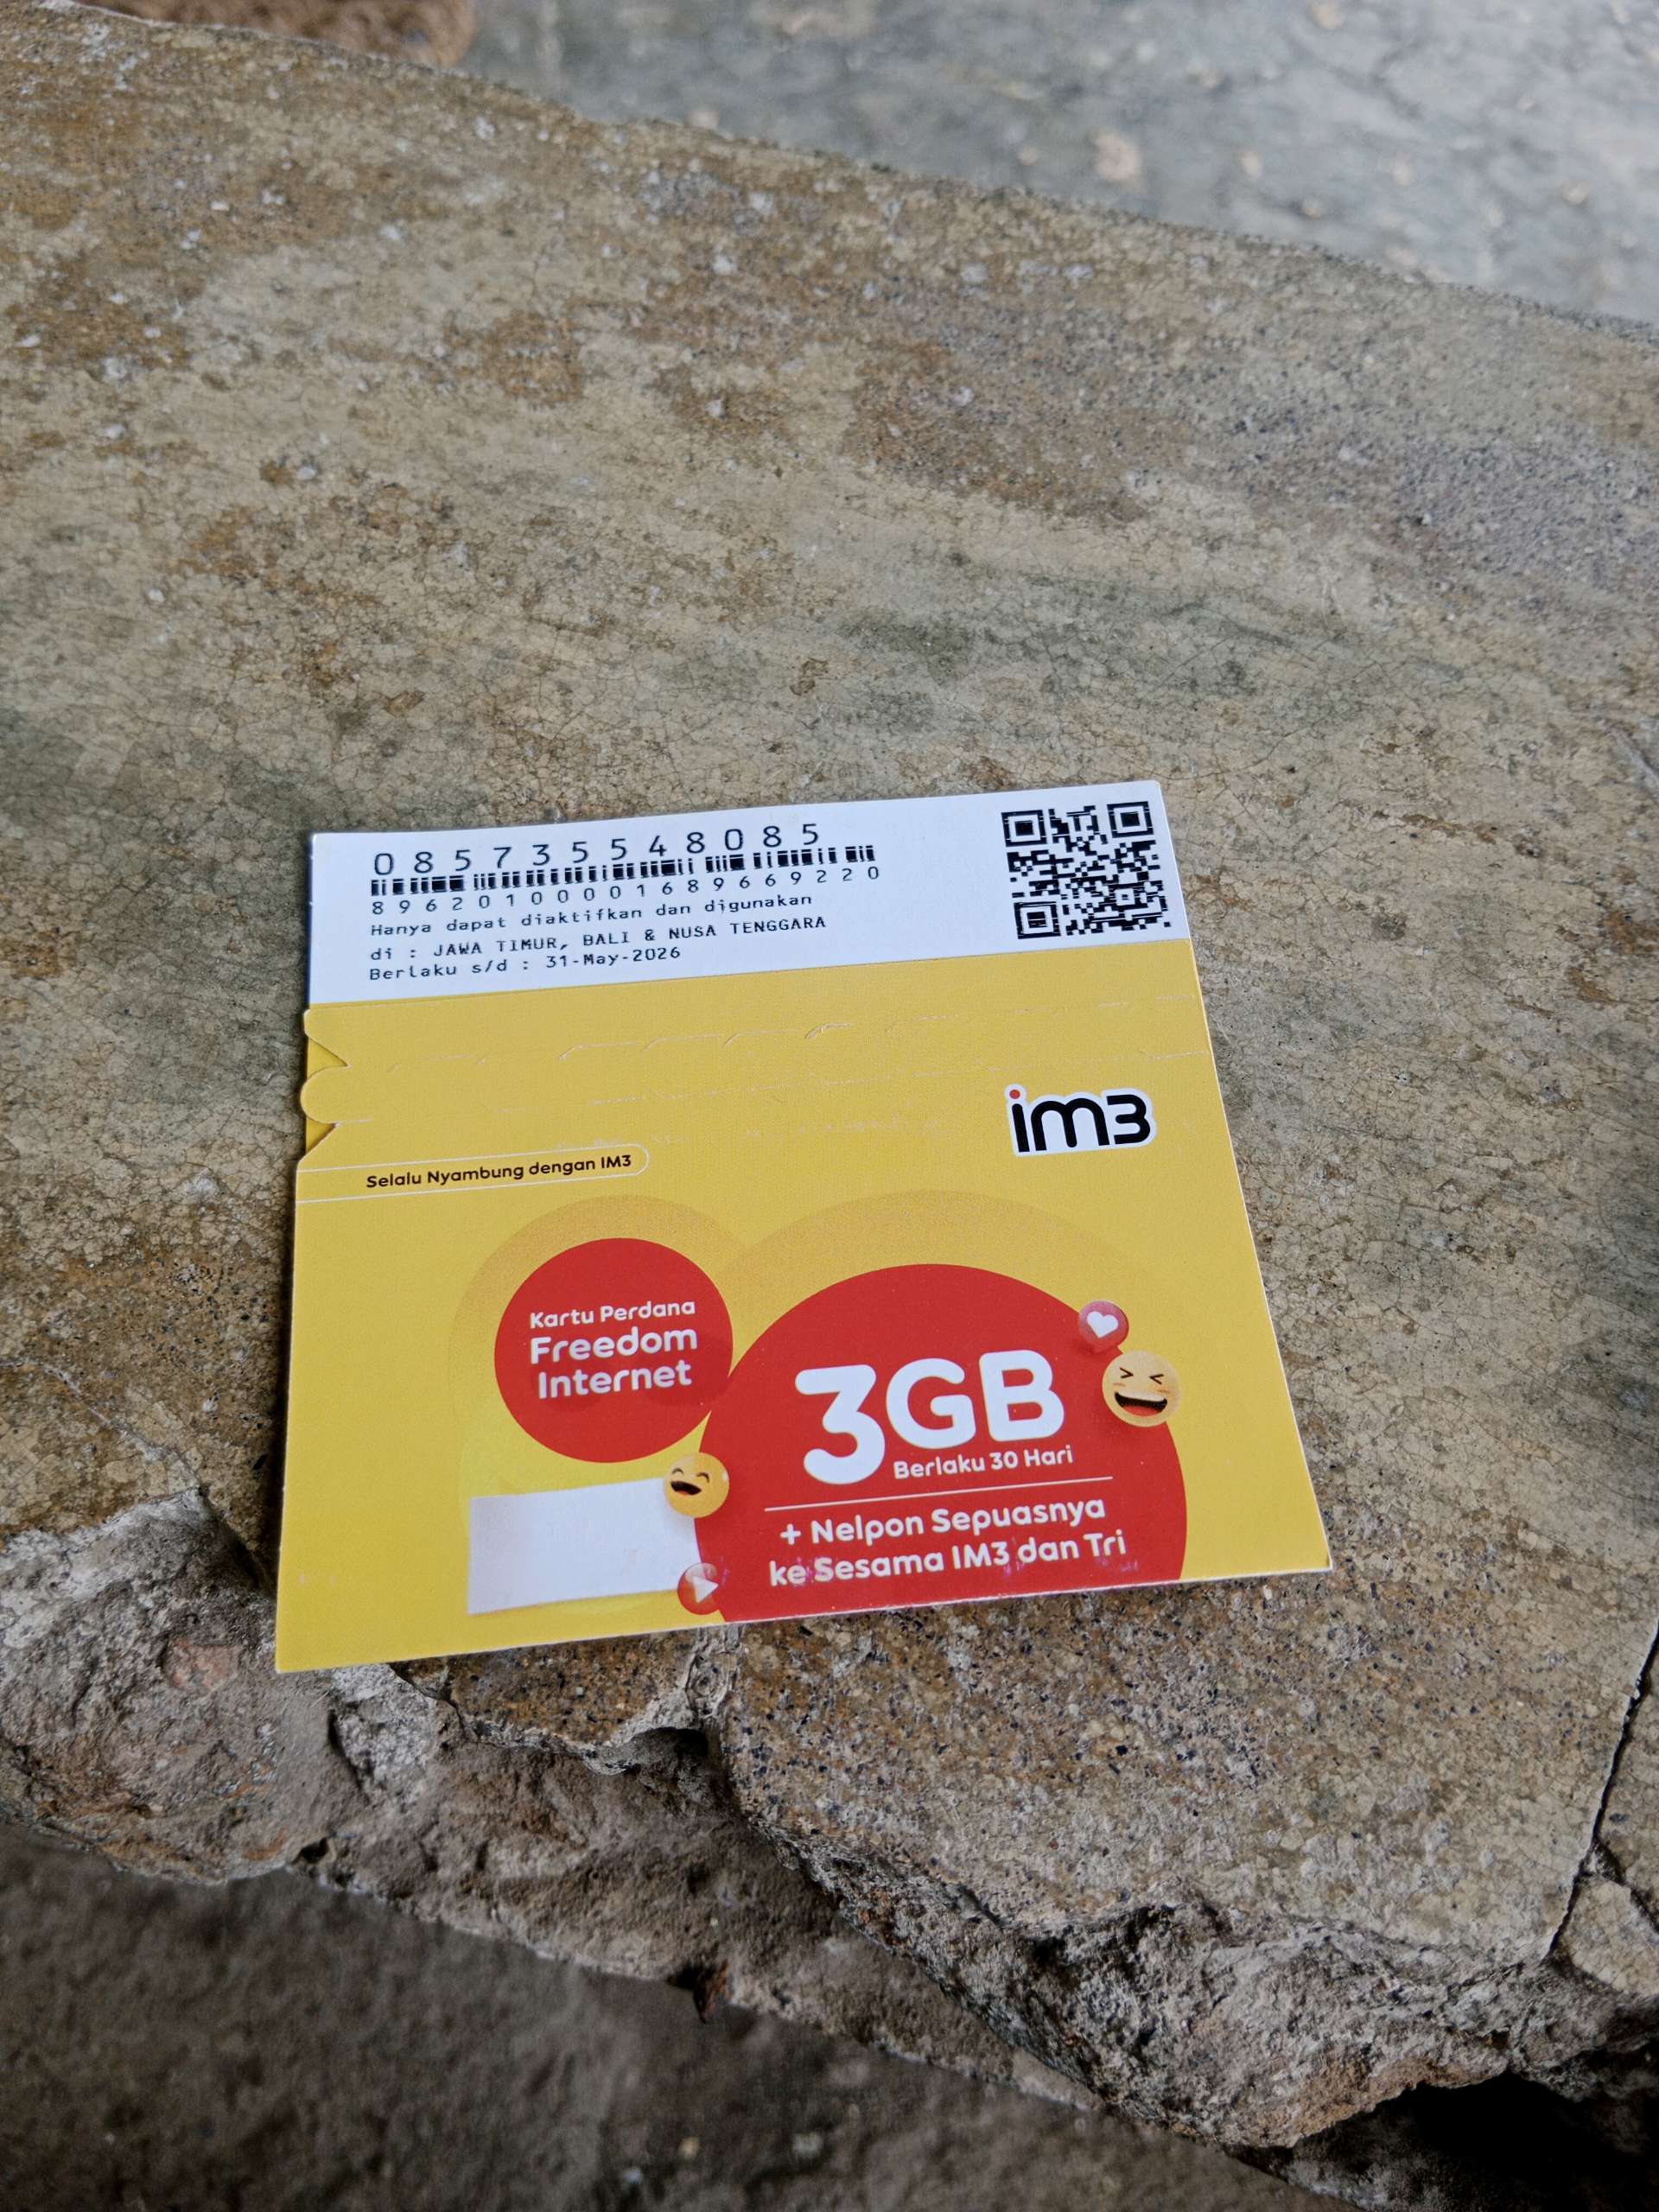 085735548085
89620100001689669220
Hanya dapat diaktifkan dan digunakan
di : JAWA TIMUR, BALI & NUSA TENGGARA
Berlaku s/d : 31-May-2026
im3
Selalu Nyambung dengan IM3
Kartu Perdana
Freedom
Internet
3GB
Berlaku 30 Hari
+ Nelpon Sepuasnya
ke Sesama IM3 dan Tri